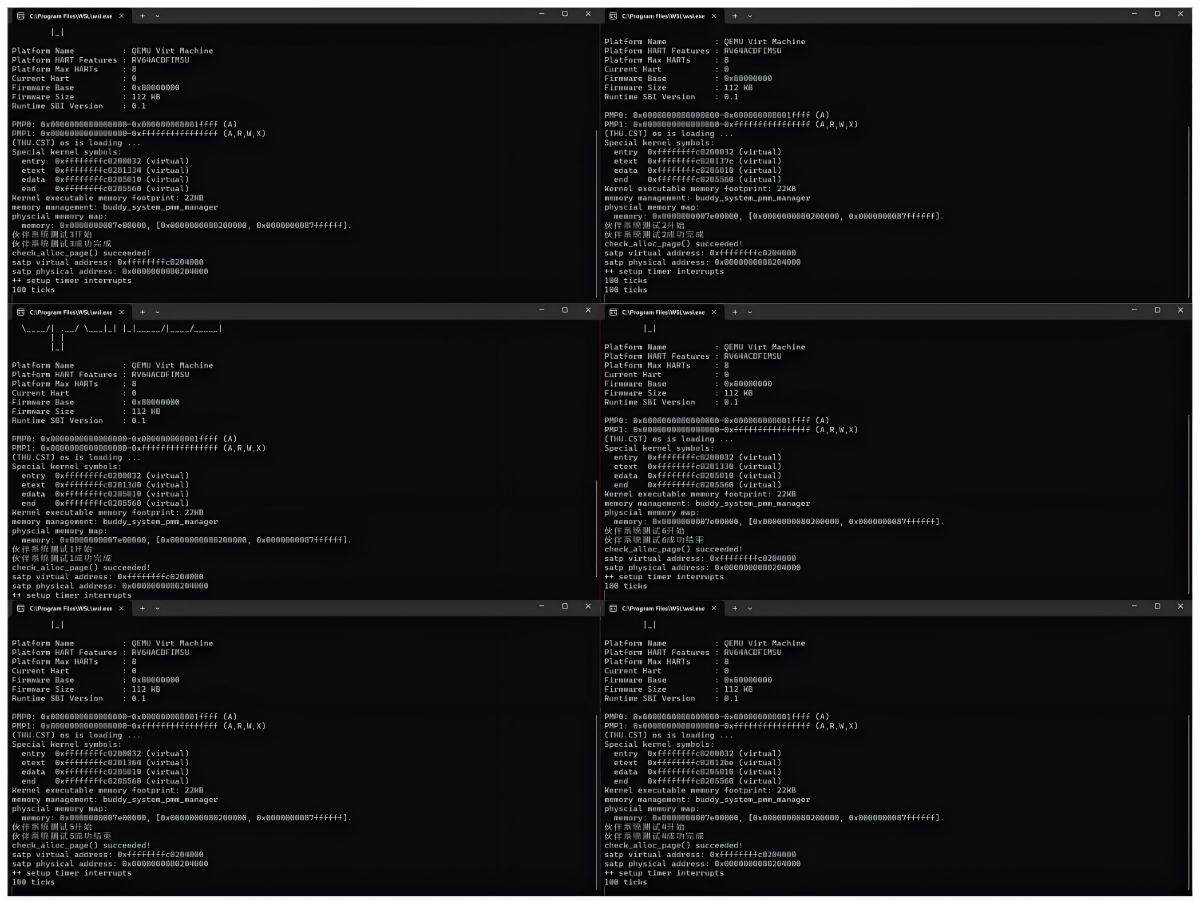 C:\Program Files\WSL\wsl.exe
|_|
Platform Name : QEMU Virt Machine
Platform HART Features : RV64ACDFIMSU
Platform Max HARTs : 8
Current Hart : 0
Firmware Base : 0x80000000
Firmware Size : 112 KB
Runtime SBI Version : 0.1
PMP0: 0x0000000080000000-0x000000008001ffff (A)
PMP1: 0x0000000000000000-0xffffffffffffffff (A,R,W,X)
(THU.CST) os is loading ...
Special kernel symbols:
entry 0xffffffffc0200032 (virtual)
etext 0xffffffffc0201334 (virtual)
edata 0xffffffffc0205010 (virtual)
end 0xffffffffc0205560 (virtual)
Kernel executable memory footprint: 22KB
memory management: buddy_system_pmm_manager
physcial memory map:
memory: 0x0000000007e00000, [0x0000000080200000, 0x0000000087ffffff].
伙伴系统测试3开始
伙伴系统测试3成功完成
check_alloc_page() succeeded!
satp virtual address: 0xffffffffc0204000
satp physical address: 0x0000000080204000
++ setup timer interrupts
100 ticks
C:\Program Files\WSL\wsl.exe
Platform Name : QEMU Virt Machine
Platform HART Features : RV64ACDFIMSU
Platform Max HARTs : 8
Current Hart : 0
Firmware Base : 0x80000000
Firmware Size : 112 KB
Runtime SBI Version : 0.1
PMP0: 0x0000000080000000-0x000000008001ffff (A)
PMP1: 0x0000000000000000-0xffffffffffffffff (A,R,W,X)
(THU.CST) os is loading ...
Special kernel symbols:
entry 0xffffffffc0200032 (virtual)
etext 0xffffffffc020137c (virtual)
edata 0xffffffffc0205010 (virtual)
end 0xffffffffc0205560 (virtual)
Kernel executable memory footprint: 22KB
memory management: buddy_system_pmm_manager
physcial memory map:
memory: 0x0000000007e00000, [0x0000000080200000, 0x0000000087ffffff].
伙伴系统测试2开始
伙伴系统测试2成功完成
check_alloc_page() succeeded!
satp virtual address: 0xffffffffc0204000
satp physical address: 0x0000000080204000
++ setup timer interrupts
100 ticks
100 ticks
C:\Program Files\WSL\wsl.exe
\____/| .__/ \___|_| |_|_____/|____/_____|
| |
|_|
Platform Name : QEMU Virt Machine
Platform HART Features : RV64ACDFIMSU
Platform Max HARTs : 8
Current Hart : 0
Firmware Base : 0x80000000
Firmware Size : 112 KB
Runtime SBI Version : 0.1
PMP0: 0x0000000080000000-0x000000008001ffff (A)
PMP1: 0x0000000000000000-0xffffffffffffffff (A,R,W,X)
(THU.CST) os is loading ...
Special kernel symbols:
entry 0xffffffffc0200032 (virtual)
etext 0xffffffffc02013d0 (virtual)
edata 0xffffffffc0205010 (virtual)
end 0xffffffffc0205560 (virtual)
Kernel executable memory footprint: 22KB
memory management: buddy_system_pmm_manager
physcial memory map:
memory: 0x0000000007e00000, [0x0000000080200000, 0x0000000087ffffff].
伙伴系统测试1开始
伙伴系统测试1成功完成
check_alloc_page() succeeded!
satp virtual address: 0xffffffffc0204000
satp physical address: 0x0000000080204000
++ setup timer interrupts
C:\Program Files\WSL\wsl.exe
|_|
Platform Name : QEMU Virt Machine
Platform HART Features : RV64ACDFIMSU
Platform Max HARTs : 8
Current Hart : 0
Firmware Base : 0x80000000
Firmware Size : 112 KB
Runtime SBI Version : 0.1
PMP0: 0x0000000080000000-0x000000008001ffff (A)
PMP1: 0x0000000000000000-0xffffffffffffffff (A,R,W,X)
(THU.CST) os is loading ...
Special kernel symbols:
entry 0xffffffffc0200032 (virtual)
etext 0xffffffffc0201330 (virtual)
edata 0xffffffffc0205010 (virtual)
end 0xffffffffc0205560 (virtual)
Kernel executable memory footprint: 22KB
memory management: buddy_system_pmm_manager
physcial memory map:
memory: 0x0000000007e00000, [0x0000000080200000, 0x0000000087ffffff].
伙伴系统测试6开始
伙伴系统测试6成功结束
check_alloc_page() succeeded!
satp virtual address: 0xffffffffc0204000
satp physical address: 0x0000000080204000
++ setup timer interrupts
100 ticks
C:\Program Files\WSL\wsl.exe
|_|
Platform Name : QEMU Virt Machine
Platform HART Features : RV64ACDFIMSU
Platform Max HARTs : 8
Current Hart : 0
Firmware Base : 0x80000000
Firmware Size : 112 KB
Runtime SBI Version : 0.1
PMP0: 0x0000000080000000-0x000000008001ffff (A)
PMP1: 0x0000000000000000-0xffffffffffffffff (A,R,W,X)
(THU.CST) os is loading ...
Special kernel symbols:
entry 0xffffffffc0200032 (virtual)
etext 0xffffffffc0201364 (virtual)
edata 0xffffffffc0205010 (virtual)
end 0xffffffffc0205560 (virtual)
Kernel executable memory footprint: 22KB
memory management: buddy_system_pmm_manager
physcial memory map:
memory: 0x0000000007e00000, [0x0000000080200000, 0x0000000087ffffff].
伙伴系统测试5开始
伙伴系统测试5成功结束
check_alloc_page() succeeded!
satp virtual address: 0xffffffffc0204000
satp physical address: 0x0000000080204000
++ setup timer interrupts
100 ticks
C:\Program Files\WSL\wsl.exe
|_|
Platform Name : QEMU Virt Machine
Platform HART Features : RV64ACDFIMSU
Platform Max HARTs : 8
Current Hart : 0
Firmware Base : 0x80000000
Firmware Size : 112 KB
Runtime SBI Version : 0.1
PMP0: 0x0000000080000000-0x000000008001ffff (A)
PMP1: 0x0000000000000000-0xffffffffffffffff (A,R,W,X)
(THU.CST) os is loading ...
Special kernel symbols:
entry 0xffffffffc0200032 (virtual)
etext 0xffffffffc02012be (virtual)
edata 0xffffffffc0205010 (virtual)
end 0xffffffffc0205560 (virtual)
Kernel executable memory footprint: 22KB
memory management: buddy_system_pmm_manager
physcial memory map:
memory: 0x0000000007e00000, [0x0000000080200000, 0x0000000087ffffff].
伙伴系统测试4开始
伙伴系统测试4成功完成
check_alloc_page() succeeded!
satp virtual address: 0xffffffffc0204000
satp physical address: 0x0000000080204000
++ setup timer interrupts
100 ticks